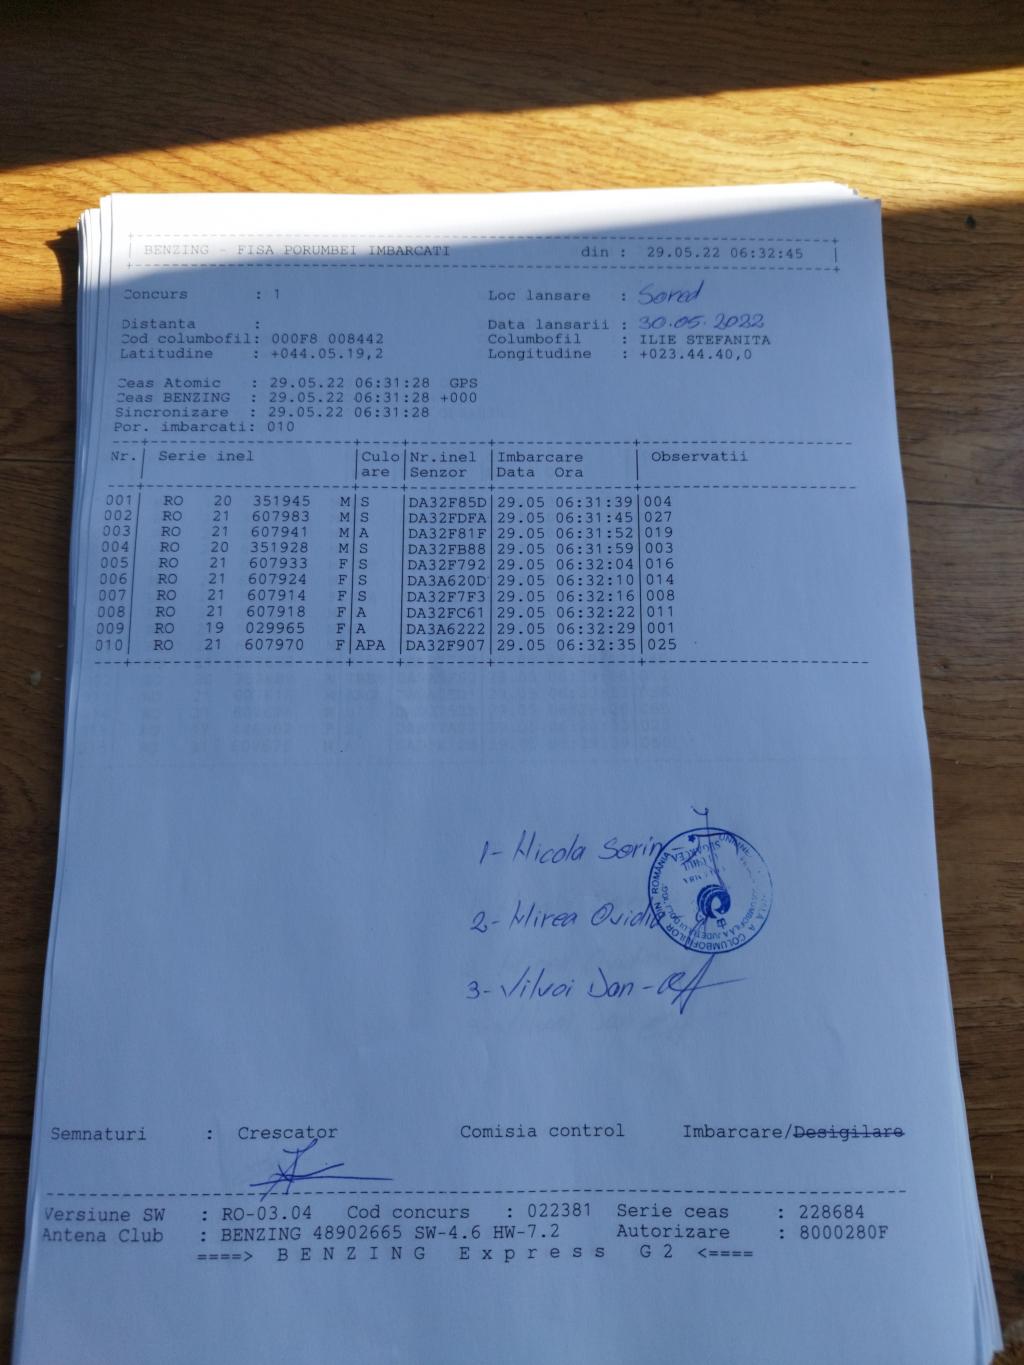 BENZING - FISA PORUMBEI IMBARCATI din : 29.05.22 06:32:45
Concurs : 1 Loc lansare : Sered
Distanta : Data lansarii : 30.05.2022
Cod columbofil: 000F8 008442 Columbofil : ILIE STEFANITA
Latitudine : +044.05.19,2 Longitudine : +023.44.40,0
Ceas Atomic : 29.05.22 06:31:28 GPS
Ceas BENZING : 29.05.22 06:31:28 +000
Sincronizare : 29.05.22 06:31:28
Por. imbarcati: 010
Nr. Serie inel Culo Nr.inel Imbarcare Observatii
are Senzor Data Ora
001 RO 20 351945 M S DA32F85D 29.05 06:31:39 004
002 RO 21 607983 M S DA32FDFA 29.05 06:31:45 027
003 RO 21 607941 M A DA32F81F 29.05 06:31:52 019
004 RO 20 351928 M S DA32FB88 29.05 06:31:59 003
005 RO 21 607933 F S DA32F792 29.05 06:32:04 016
006 RO 21 607924 F S DA3A620D 29.05 06:32:10 014
007 RO 21 607914 F S DA32F7F3 29.05 06:32:16 008
008 RO 21 607918 F A DA32FC61 29.05 06:32:22 011
009 RO 19 029965 F A DA3A6222 29.05 06:32:29 001
010 RO 21 607970 F APA DA32F907 29.05 06:32:35 025
1- Nicola Sorin
2- Mirea Ovidiu
3- Vilvoi Dan -
COLUMBOFILILOR DIN ROMÂNIA
Semnaturi : Crescator Comisia control Imbarcare/Desigilare
Versiune SW : RO-03.04 Cod concurs : 022381 Serie ceas : 228684
Antena Club : BENZING 48902665 SW-4.6 HW-7.2 Autorizare : 8000280F
====> B E N Z I N G E x p r e s s G 2 <====